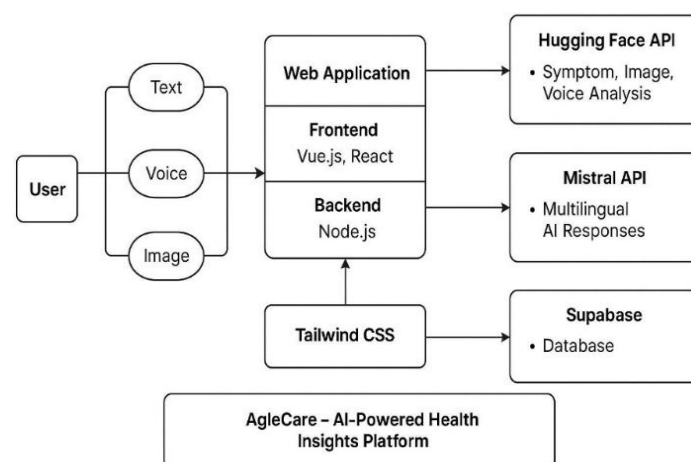 User
Text
Voice
Image
Web Application
Frontend
Vue.js, React
Backend
Node.js
Tailwind CSS
Hugging Face API
• Symptom, Image,
Voice Analysis
Mistral API
• Multilingual
AI Responses
Supabase
• Database
AgleCare – AI-Powered Health
Insights Platform